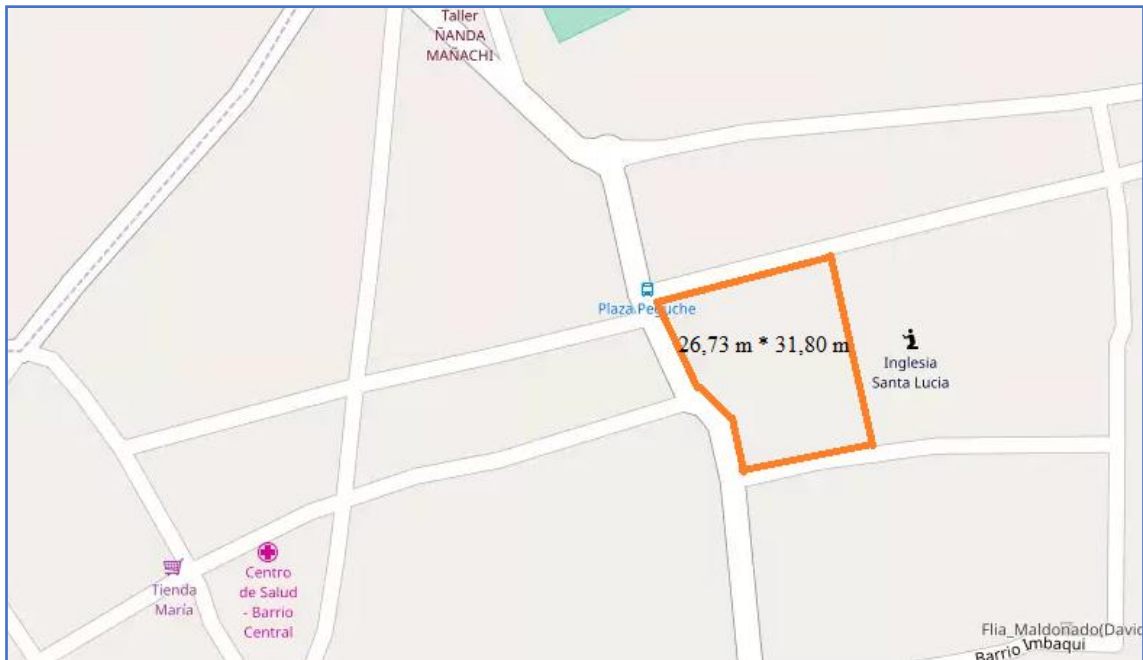 Taller
ÑANDA
MAÑACHI
Plaza Peguche
26,73 m * 31,80 m
Inglesia
Santa Lucia
Tienda
María
Centro
de Salud
- Barrio
Central
Flia_Maldonado(David
Barrio Imbaqui